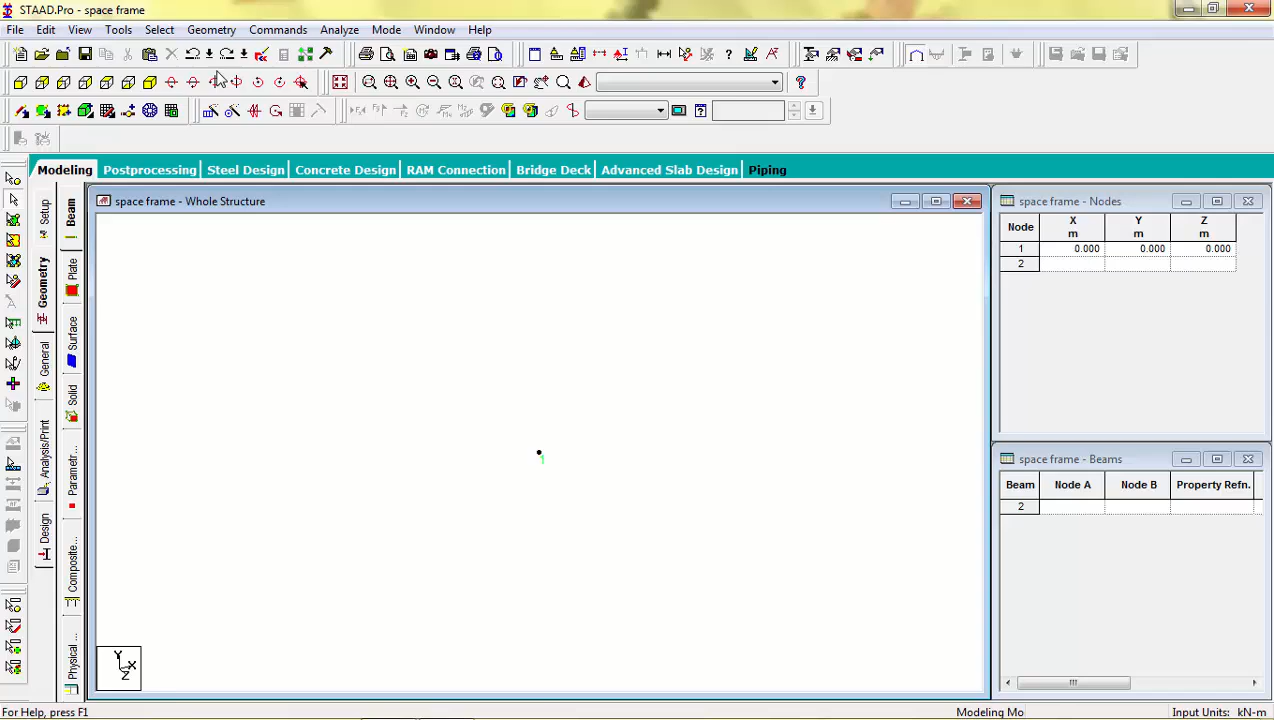 STAAD.Pro - space frame
File Edit View Tools Select Geometry Commands Analyze Mode Window Help
Modeling Postprocessing Steel Design Concrete Design RAM Connection Bridge Deck Advanced Slab Design Piping
Setup
Geometry
General
Analysis/Print
Design
Beam
Plate
Surface
Solid
Parametr...
Composite...
Physical ...
space frame - Whole Structure
1
Y
X
Z
space frame - Nodes
Node X m Y m Z m
1 0.000 0.000 0.000
2
space frame - Beams
Beam Node A Node B Property Refn.
2
For Help, press F1 Modeling Mo Input Units: kN-m